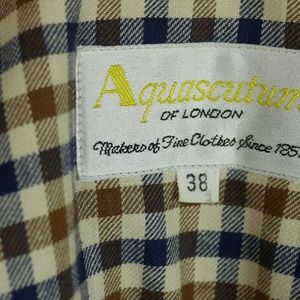 Aquascutum
OF LONDON
Makers of Fine Clothes Since 185
38